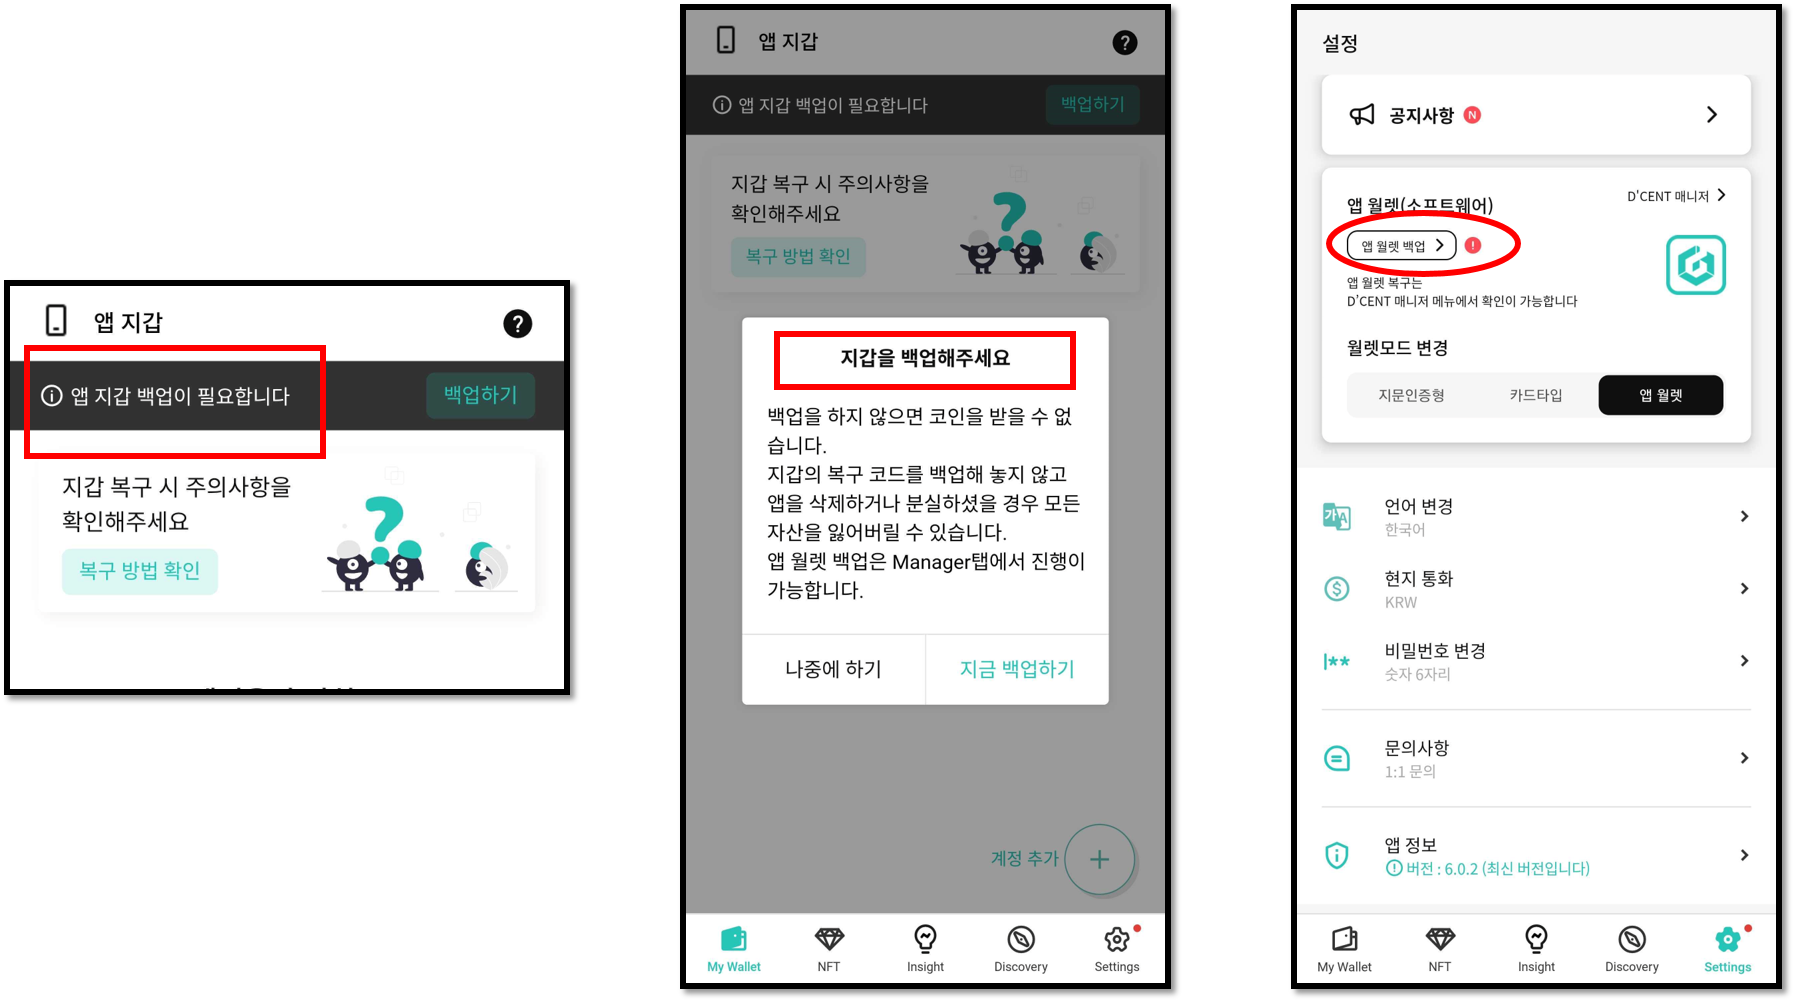 앱 지갑
?
앱 지갑 백업이 필요합니다
백업하기
지갑 복구 시 주의사항을
확인해주세요
복구 방법 확인
앱 지갑
?
앱 지갑 백업이 필요합니다
백업하기
지갑 복구 시 주의사항을
확인해주세요
복구 방법 확인
지갑을 백업해주세요
백업을 하지 않으면 코인을 받을 수 없
습니다.
지갑의 복구 코드를 백업해 놓지 않고
앱을 삭제하거나 분실하셨을 경우 모든
자산을 잃어버릴 수 있습니다.
앱 월렛 백업은 Manager탭에서 진행이
가능합니다.
나중에 하기
지금 백업하기
계정 추가
My Wallet
NFT
Insight
Discovery
Settings
설정
공지사항 N
D'CENT 매니저
앱 월렛(소프트웨어)
앱 월렛 백업
앱 월렛 복구는
D'CENT 매니저 메뉴에서 확인이 가능합니다
월렛모드 변경
지문인증형
카드타입
앱 월렛
언어 변경
한국어
현지 통화
KRW
비밀번호 변경
숫자 6자리
문의사항
1:1 문의
앱 정보
버전 : 6.0.2 (최신 버전입니다)
My Wallet
NFT
Insight
Discovery
Settings